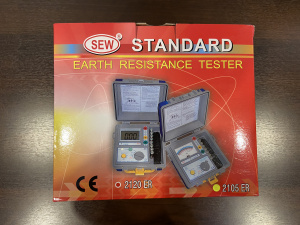 SEW STANDARD
EARTH RESISTANCE TESTER
CE 2120 ER 2105 ER